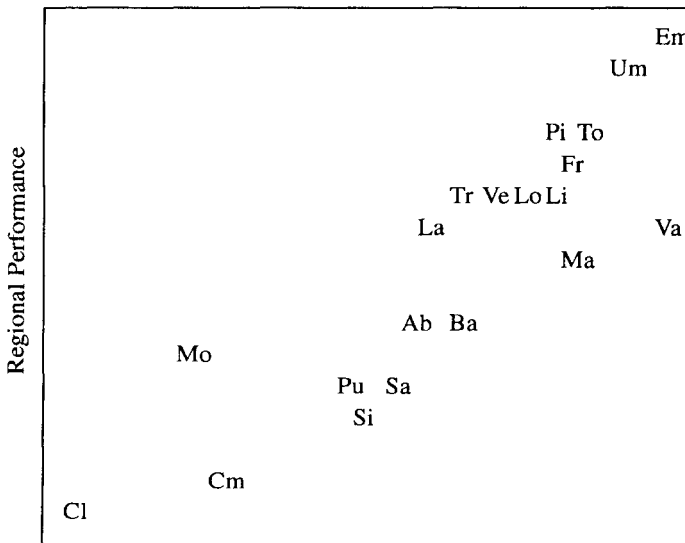 Em
Um
Pi To
Fr
Tr Ve Lo Li
La Va
Ma
Ab Ba
Mo
Pu Sa
Si
Cm
Cl
Regional Performance